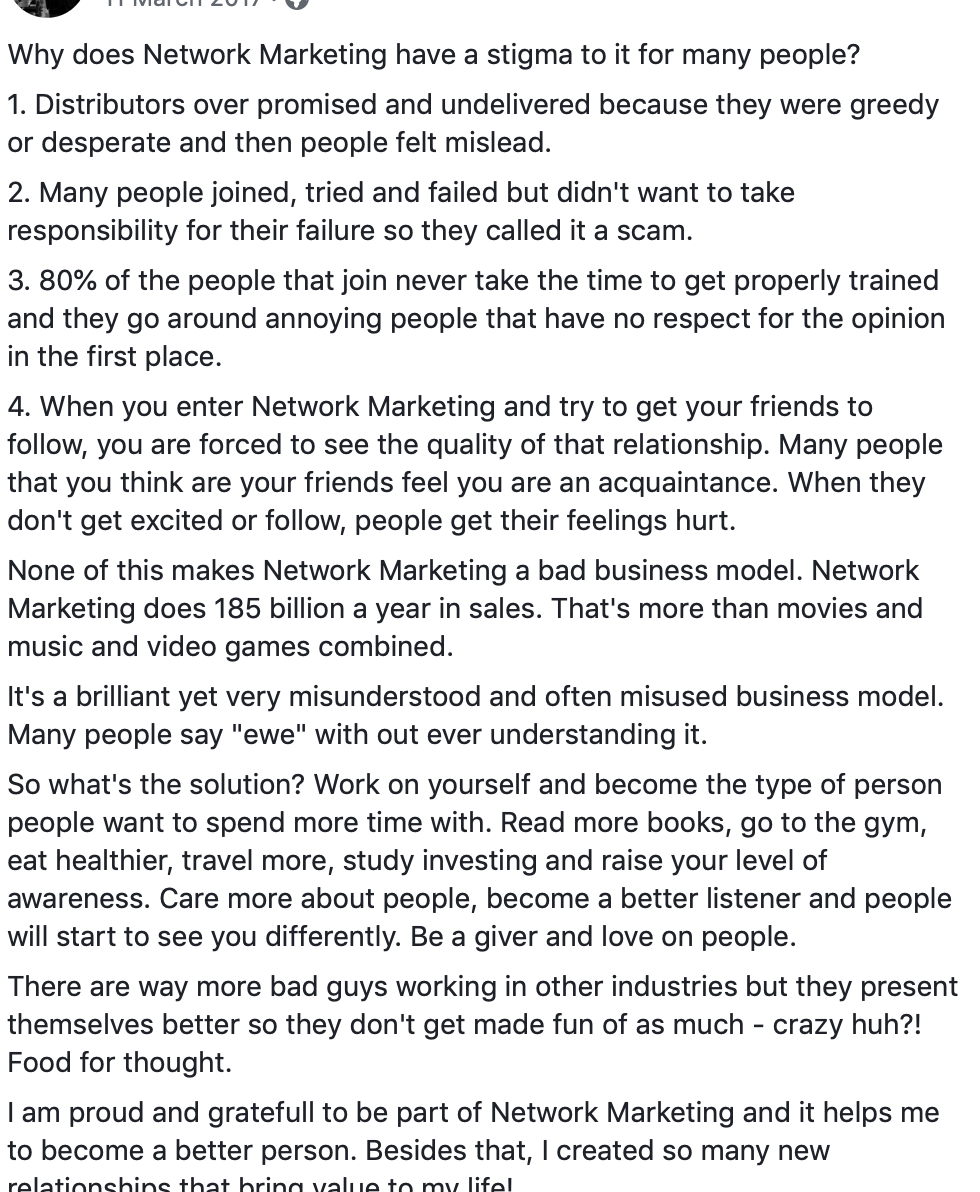 11 March 2017 ·
Why does Network Marketing have a stigma to it for many people?
1. Distributors over promised and undelivered because they were greedy
or desperate and then people felt mislead.
2. Many people joined, tried and failed but didn't want to take
responsibility for their failure so they called it a scam.
3. 80% of the people that join never take the time to get properly trained
and they go around annoying people that have no respect for the opinion
in the first place.
4. When you enter Network Marketing and try to get your friends to
follow, you are forced to see the quality of that relationship. Many people
that you think are your friends feel you are an acquaintance. When they
don't get excited or follow, people get their feelings hurt.
None of this makes Network Marketing a bad business model. Network
Marketing does 185 billion a year in sales. That's more than movies and
music and video games combined.
It's a brilliant yet very misunderstood and often misused business model.
Many people say "ewe" with out ever understanding it.
So what's the solution? Work on yourself and become the type of person
people want to spend more time with. Read more books, go to the gym,
eat healthier, travel more, study investing and raise your level of
awareness. Care more about people, become a better listener and people
will start to see you differently. Be a giver and love on people.
There are way more bad guys working in other industries but they present
themselves better so they don't get made fun of as much - crazy huh?!
Food for thought.
I am proud and gratefull to be part of Network Marketing and it helps me
to become a better person. Besides that, I created so many new
relationships that bring value to my life!